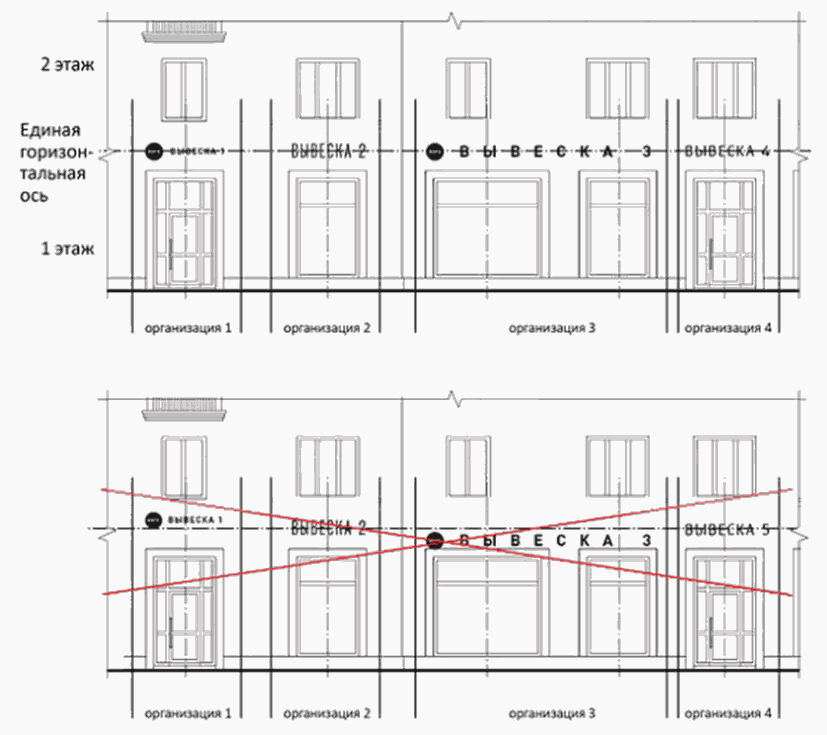 2 этаж
Единая
горизон-
тальная
ось
ВЫВЕСКА 1
ВЫВЕСКА 2
ВЫВЕСКА 3
ВЫВЕСКА 4
1 этаж
организация 1
организация 2
организация 3
организация 4
ВЫВЕСКА 1
ВЫВЕСКА 2
ВЫВЕСКА 3
ВЫВЕСКА 5
организация 1
организация 2
организация 3
организация 4